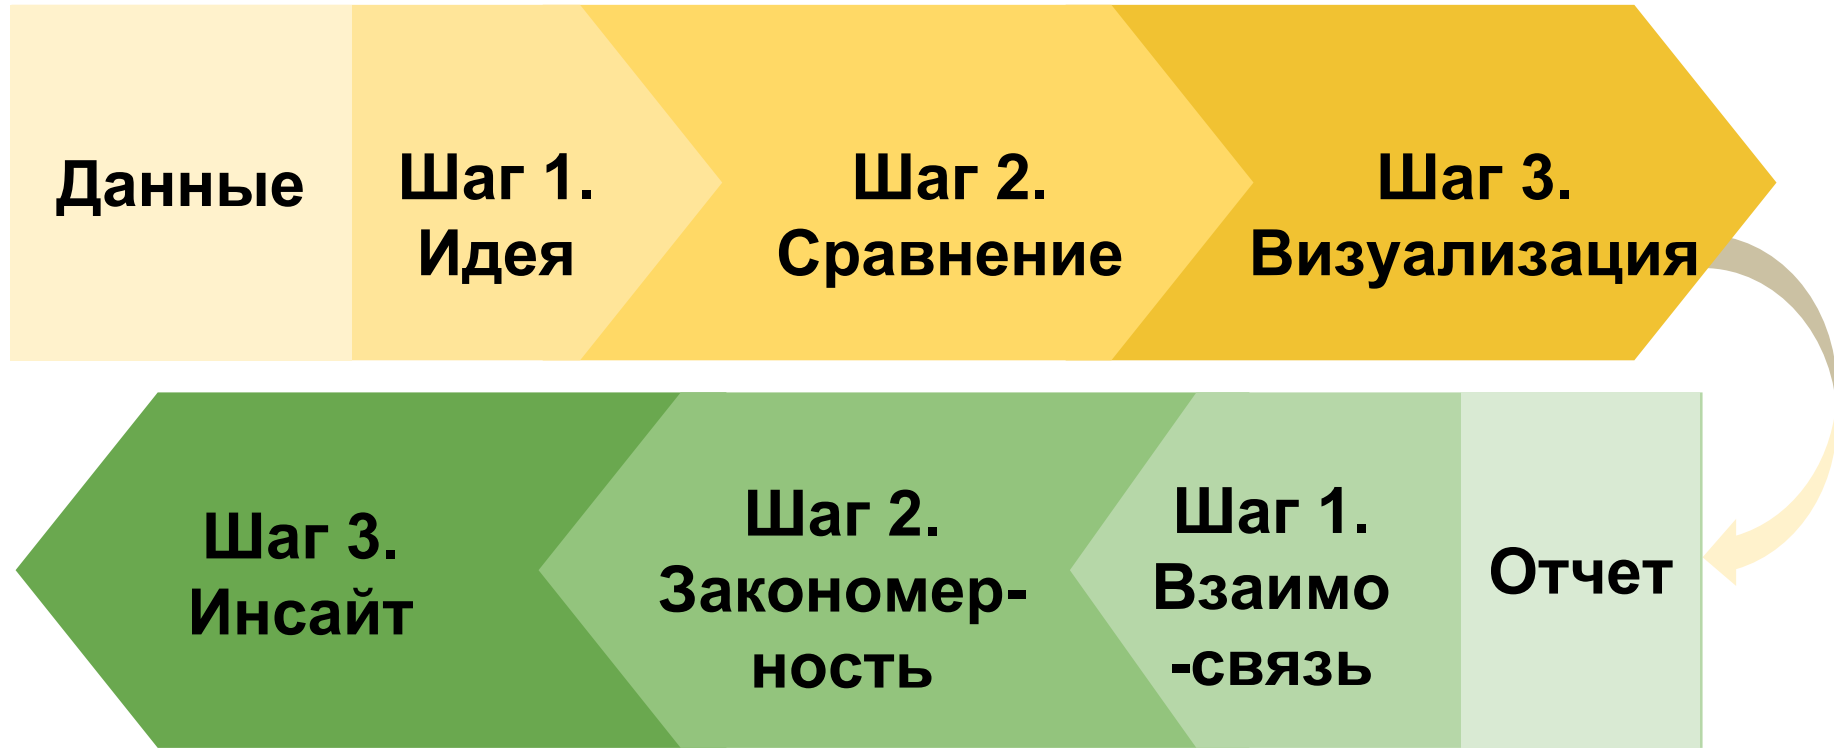 Данные
Шаг 1.
Идея
Шаг 2.
Сравнение
Шаг 3.
Визуализация
Отчет
Шаг 1.
Взаимо
-связь
Шаг 2.
Закономер-
ность
Шаг 3.
Инсайт